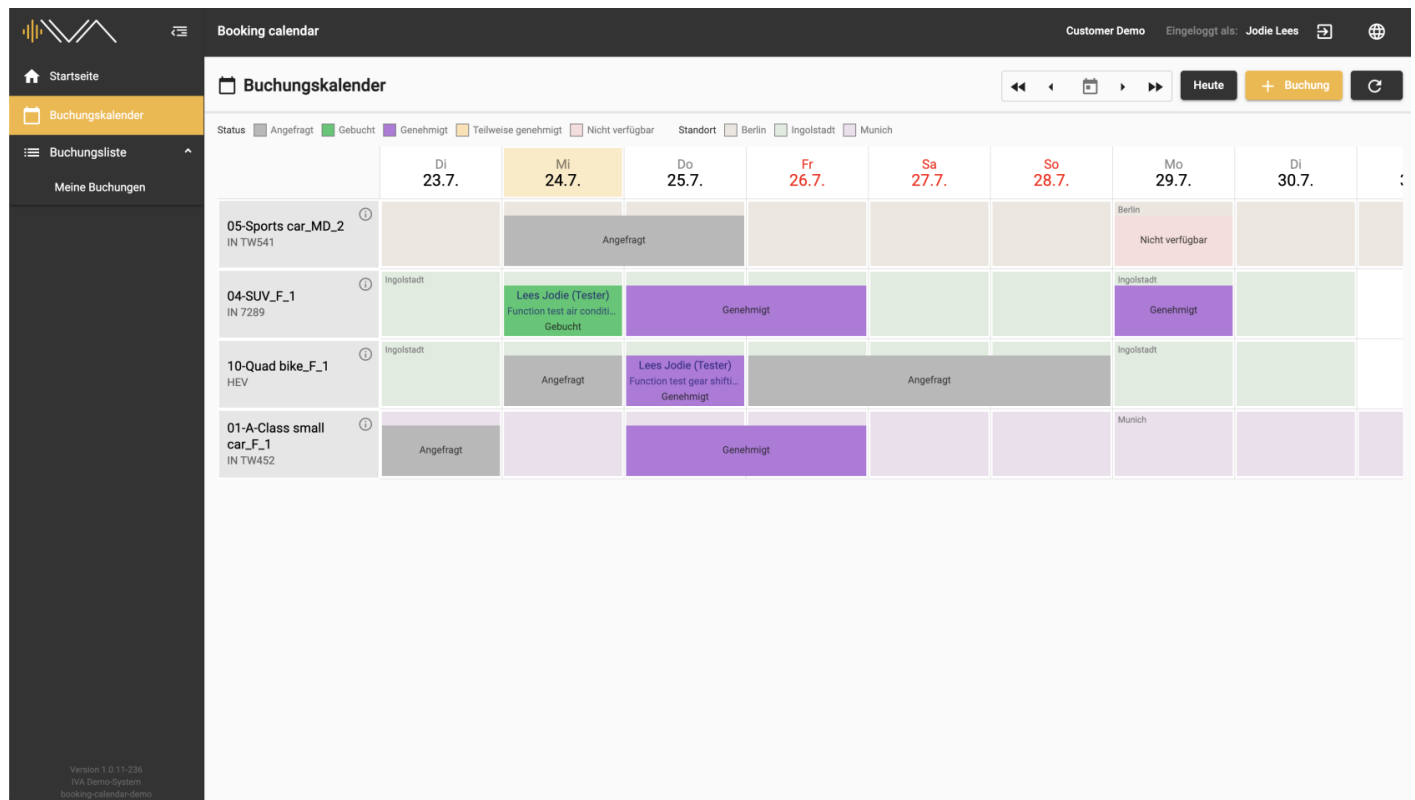 Booking calendar
Customer Demo
Eingeloggt als: Jodie Lees
Startseite
Buchungskalender
Buchungsliste
Meine Buchungen
Buchungskalender
Heute
Buchung
Status Angefragt Gebucht Genehmigt Teilweise genehmigt Nicht verfügbar Standort Berlin Ingolstadt Munich
Di Mi Do Fr Sa So Mo Di
23.7. 24.7. 25.7. 26.7. 27.7. 28.7. 29.7. 30.7.
05-Sports car_MD_2
IN TW541
Angefragt
Berlin
Nicht verfügbar
04-SUV_F_1
IN 7289
Ingolstadt
Lees Jodie (Tester)
Function test air conditi...
Gebucht
Genehmigt
Ingolstadt
Genehmigt
10-Quad bike_F_1
HEV
Ingolstadt
Angefragt
Lees Jodie (Tester)
Function test gear shifti...
Genehmigt
Angefragt
Ingolstadt
01-A-Class small
car_F_1
IN TW452
Angefragt
Genehmigt
Munich
Version 1.0.11-236
IVA Demo-System
booking-calendar-demo